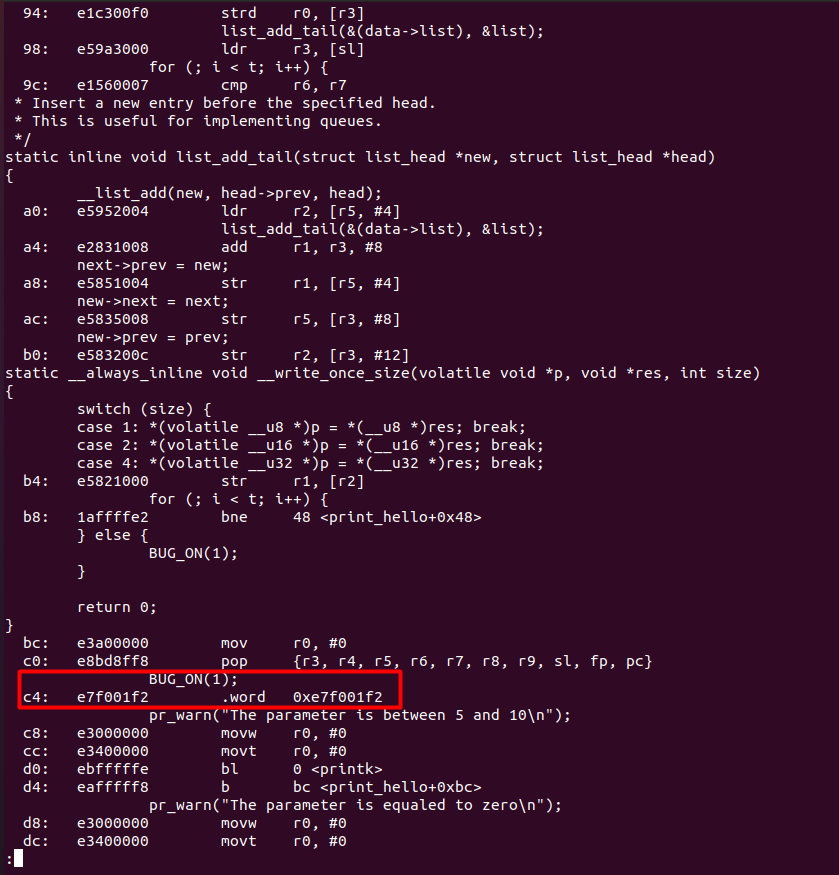 94:   e1c300f0        strd    r0, [r3]
                        list_add_tail(&(data->list), &list);
98:   e59a3000        ldr     r3, [sl]
                for (; i < t; i++) {
9c:   e1560007        cmp     r6, r7
 * Insert a new entry before the specified head.
 * This is useful for implementing queues.
 */
static inline void list_add_tail(struct list_head *new, struct list_head *head)
{
        __list_add(new, head->prev, head);
a0:   e5952004        ldr     r2, [r5, #4]
                        list_add_tail(&(data->list), &list);
a4:   e2831008        add     r1, r3, #8
        next->prev = new;
a8:   e5851004        str     r1, [r5, #4]
        new->next = next;
ac:   e5835008        str     r5, [r3, #8]
        new->prev = prev;
b0:   e583200c        str     r2, [r3, #12]
static __always_inline void __write_once_size(volatile void *p, void *res, int size)
{
        switch (size) {
        case 1: *(volatile __u8 *)p = *(__u8 *)res; break;
        case 2: *(volatile __u16 *)p = *(__u16 *)res; break;
        case 4: *(volatile __u32 *)p = *(__u32 *)res; break;
b4:   e5821000        str     r1, [r2]
                for (; i < t; i++) {
b8:   1affffe2        bne     48 <print_hello+0x48>
        } else {
                BUG_ON(1);
        }
        return 0;
}
bc:   e3a00000        mov     r0, #0
c0:   e8bd8ff8        pop     {r3, r4, r5, r6, r7, r8, r9, sl, fp, pc}
                BUG_ON(1);
c4:   e7f001f2        .word   0xe7f001f2
                pr_warn("The parameter is between 5 and 10\n");
c8:   e3000000        movw    r0, #0
cc:   e3400000        movt    r0, #0
d0:   ebfffffe        bl      0 <printk>
d4:   eafffff8        b       bc <print_hello+0xbc>
                pr_warn("The parameter is equaled to zero\n");
d8:   e3000000        movw    r0, #0
dc:   e3400000        movt    r0, #0
: